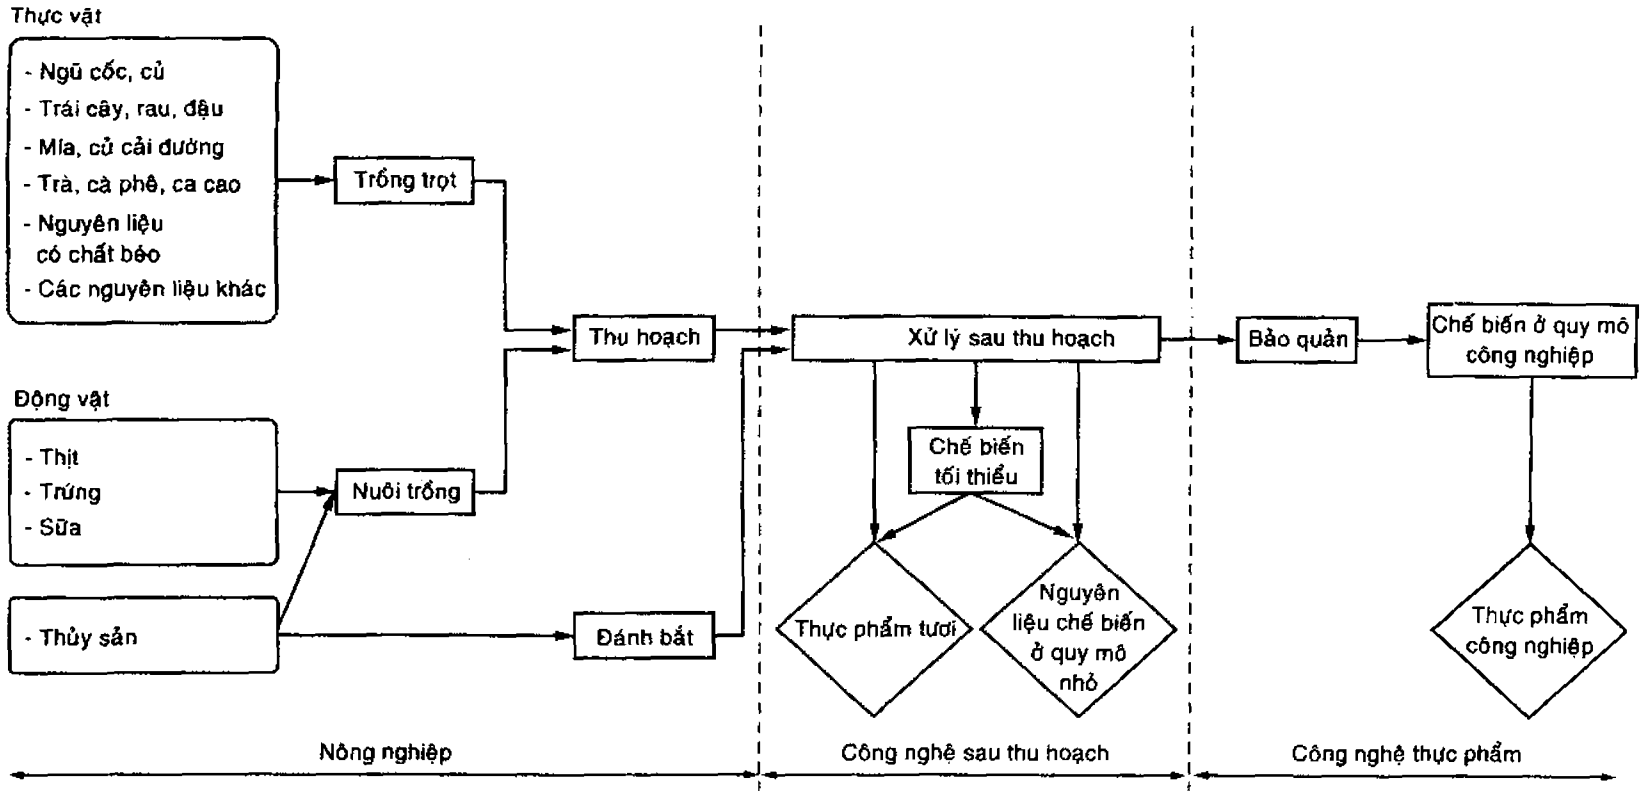 Thực vật
- Ngũ cốc, củ
- Trái cây, rau, đậu
- Mía, củ cải đường
- Trà, cà phê, ca cao
- Nguyên liệu
có chất béo
- Các nguyên liệu khác
Trồng trọt
Động vật
- Thịt
- Trứng
- Sữa
Nuôi trồng
- Thủy sản
Đánh bắt
Thu hoạch
Xử lý sau thu hoạch
Chế biến
tối thiểu
Thực phẩm tươi
Nguyên
liệu chế biến
ở quy mô
nhỏ
Bảo quản
Chế biến ở quy mô
công nghiệp
Thực phẩm
công nghiệp
Nông nghiệp
Công nghệ sau thu hoạch
Công nghệ thực phẩm